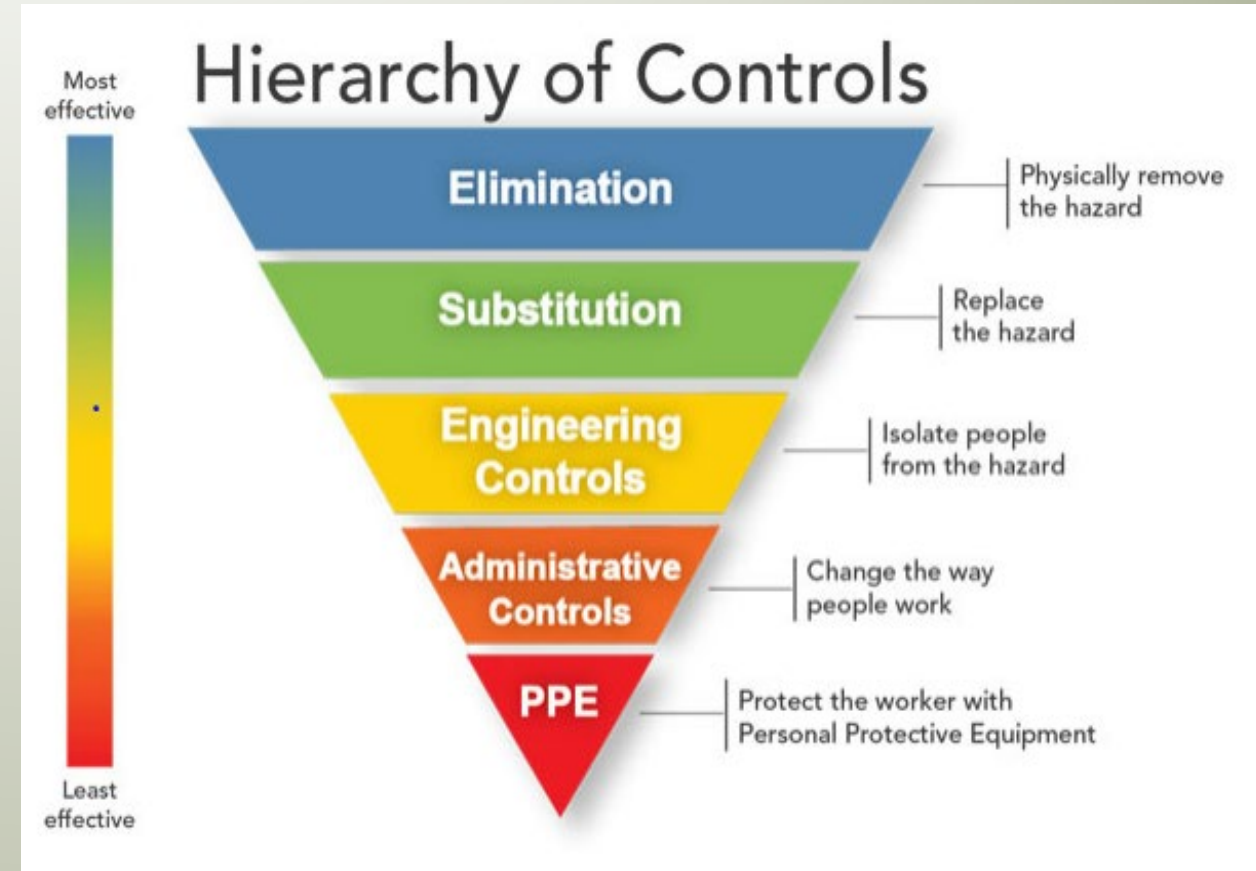 Hierarchy of Controls
Most
effective
Elimination
Physically remove
the hazard
Substitution
Replace
the hazard
Engineering
Controls
Isolate people
from the hazard
Administrative
Controls
Change the way
people work
PPE
Protect the worker with
Personal Protective Equipment
Least
effective